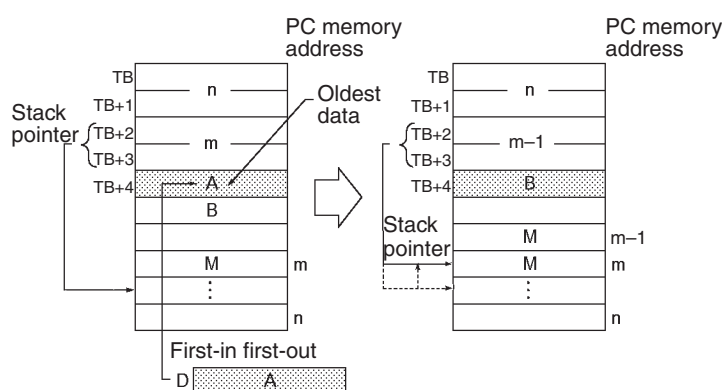 PC memory
address
TB
n
TB+1
Stack
pointer
TB+2
m
TB+3
Oldest
data
TB+4
A
B
M
m
⋮
n
First-in first-out
D
A
PC memory
address
TB
n
TB+1
TB+2
m–1
TB+3
TB+4
B
Stack
pointer
M
m–1
M
m
⋮
n